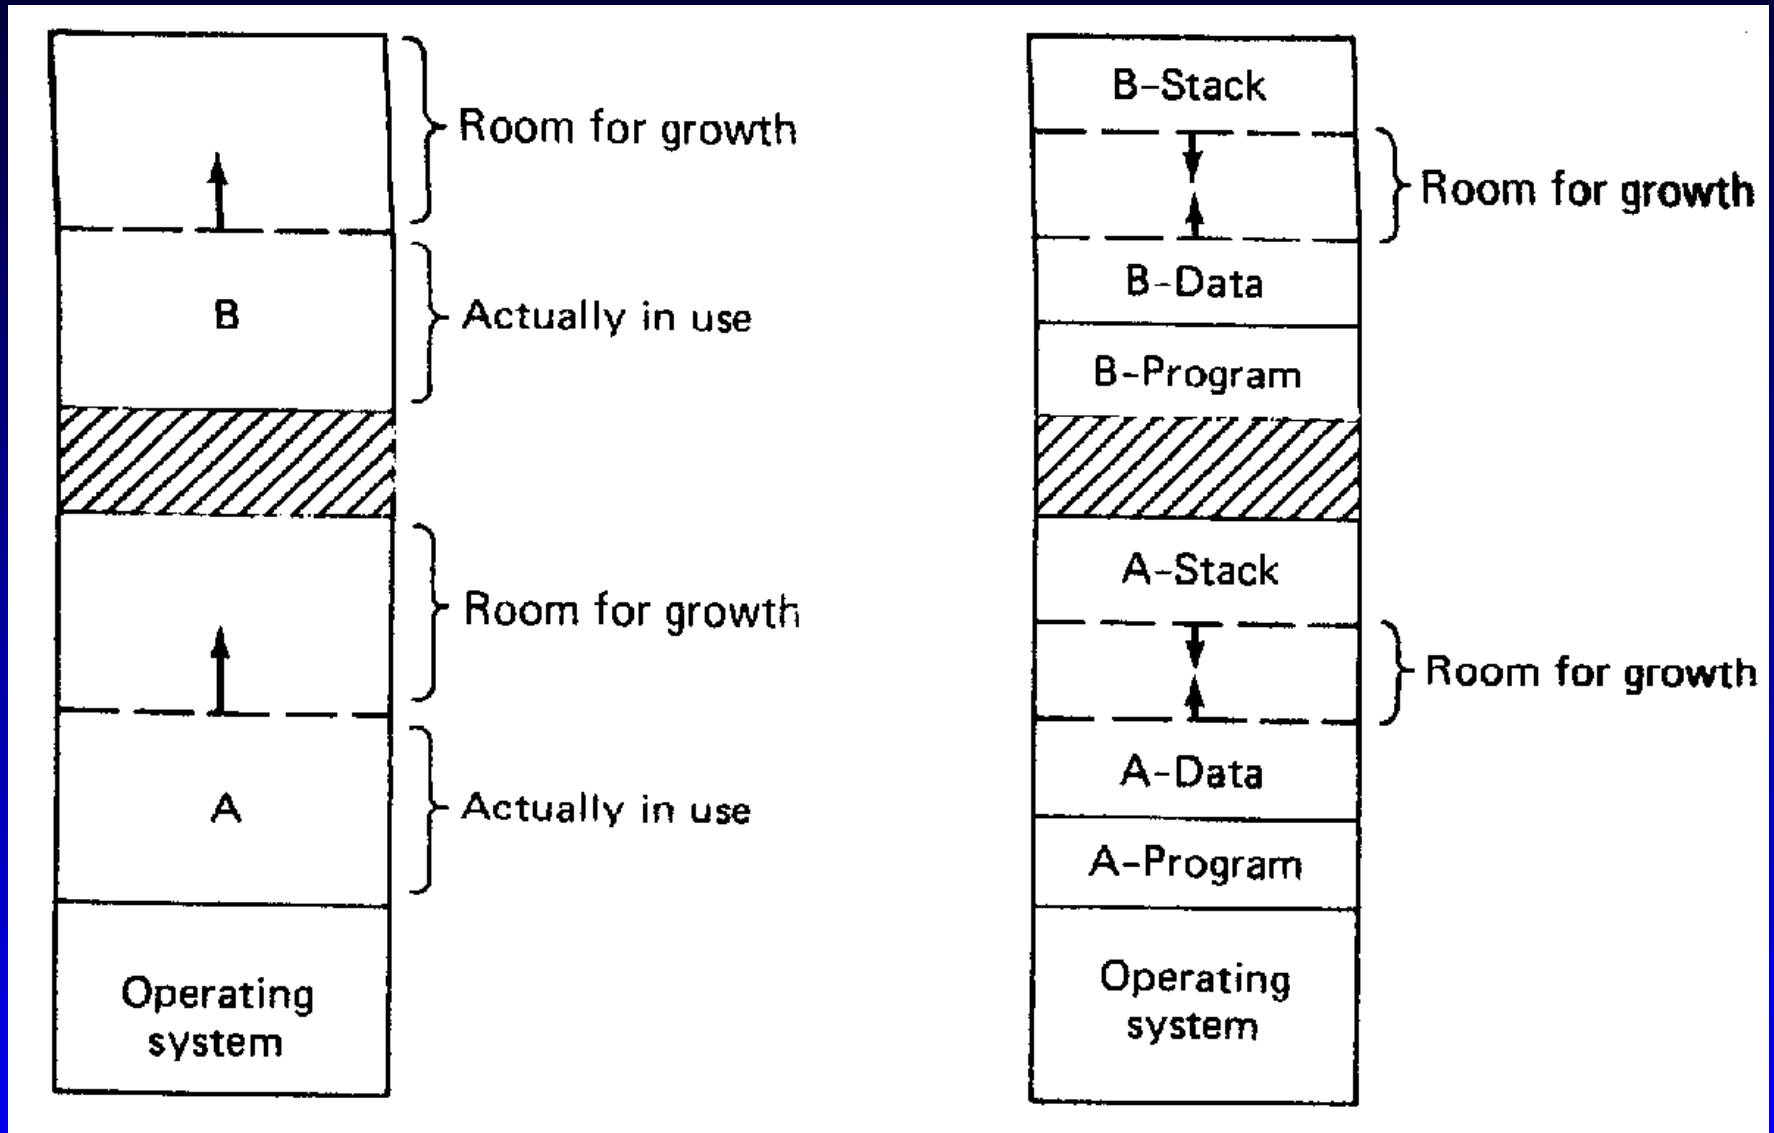 Room for growth
B
Actually in use
Room for growth
A
Actually in use
Operating
system
B-Stack
Room for growth
B-Data
B-Program
A-Stack
Room for growth
A-Data
A-Program
Operating
system